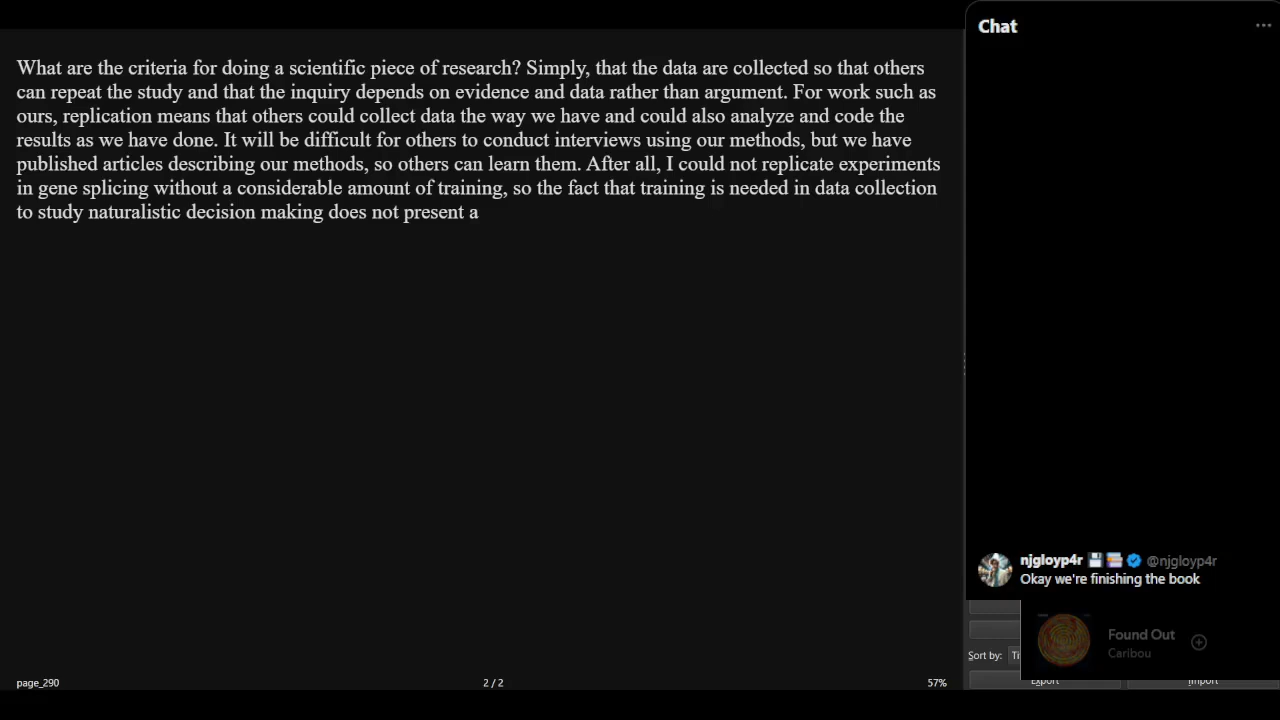 Chat
What are the criteria for doing a scientific piece of research? Simply, that the data are collected so that others
can repeat the study and that the inquiry depends on evidence and data rather than argument. For work such as
ours, replication means that others could collect data the way we have and could also analyze and code the
results as we have done. It will be difficult for others to conduct interviews using our methods, but we have
published articles describing our methods, so others can learn them. After all, I could not replicate experiments
in gene splicing without a considerable amount of training, so the fact that training is needed in data collection
to study naturalistic decision making does not present a
njgloyp4r @njgloyp4r
Okay we're finishing the book
Found Out
Caribou
Sort by:
Export Import
page_290 2 / 2 57%